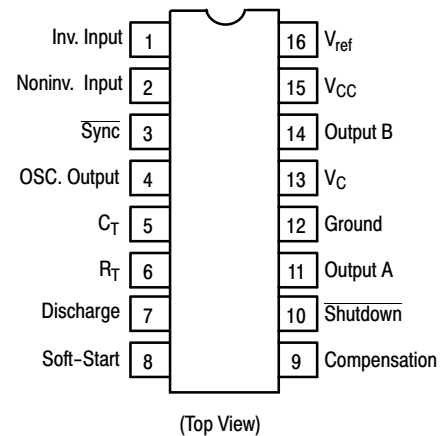 Inv. Input 1 16 Vref
Noninv. Input 2 15 VCC
Sync 3 14 Output B
OSC. Output 4 13 VC
CT 5 12 Ground
RT 6 11 Output A
Discharge 7 10 Shutdown
Soft-Start 8 9 Compensation
(Top View)